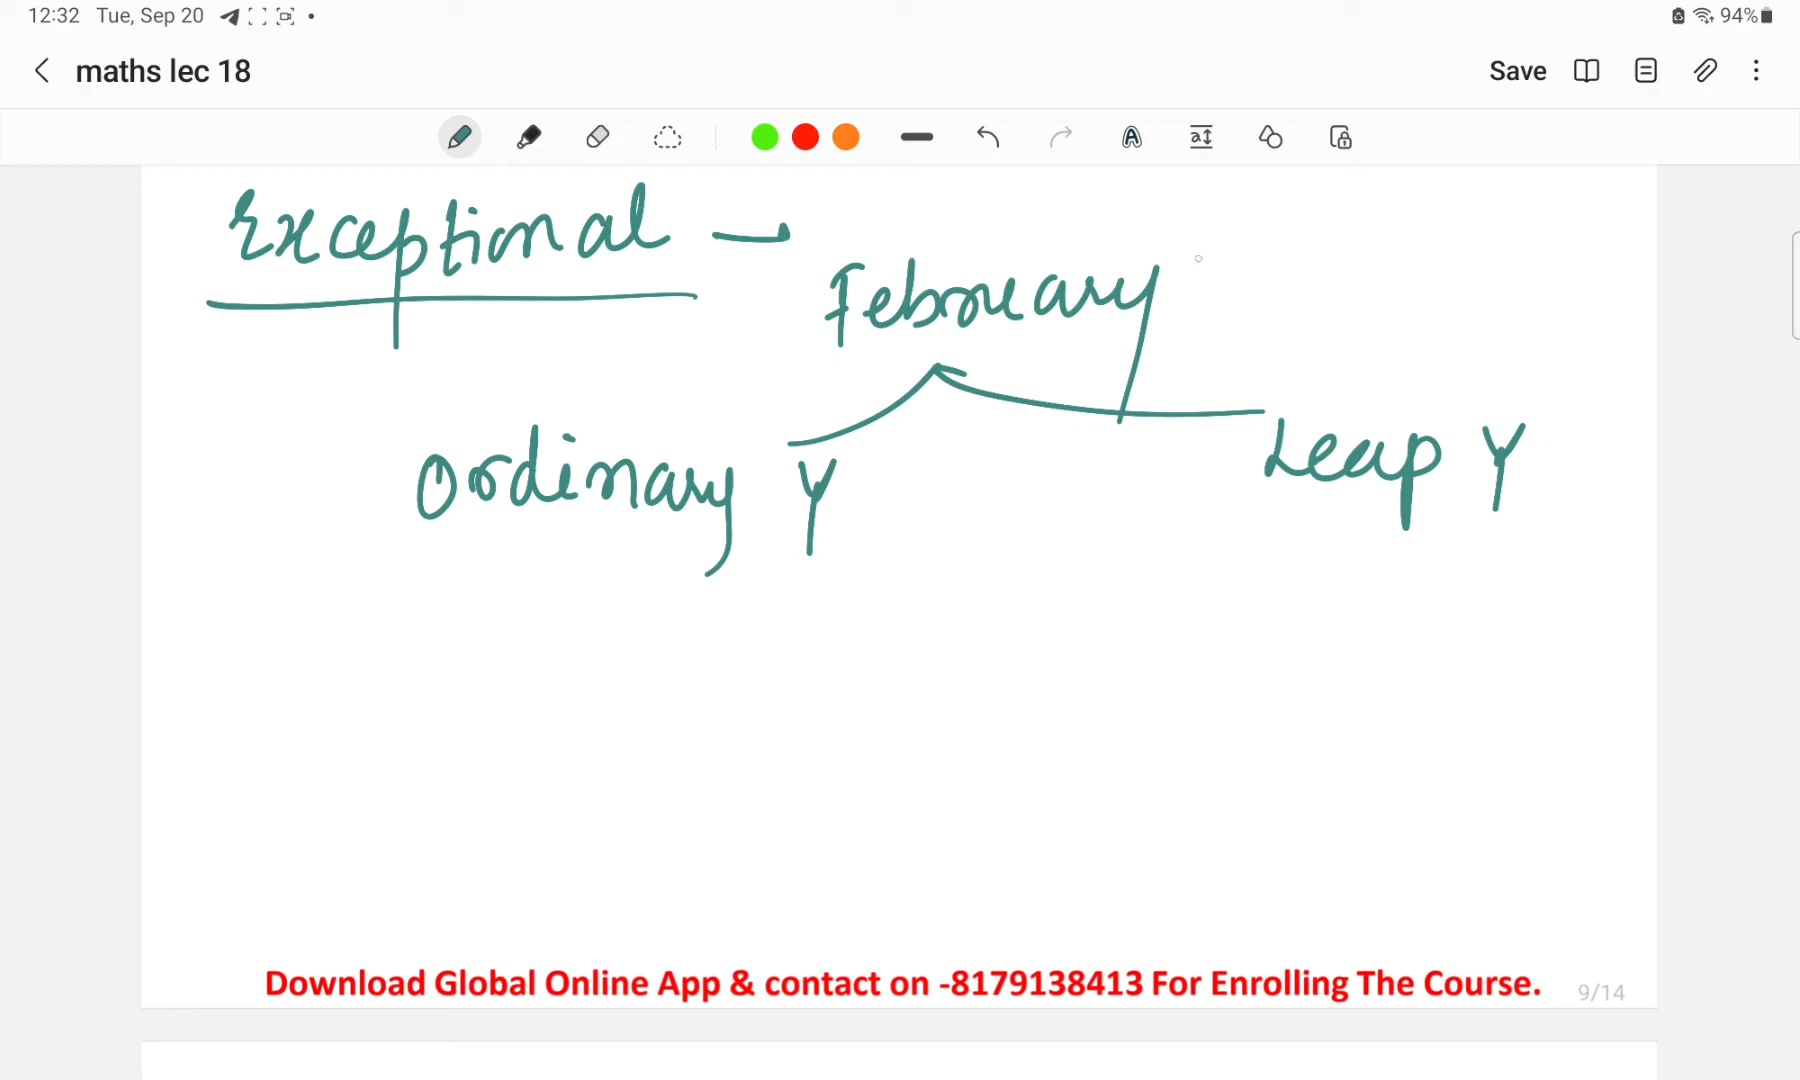 12:32 Tue, Sep 20
94%
maths lec 18
Save
Exceptional -
February
Ordinary Y
Leap Y
Download Global Online App & contact on -8179138413 For Enrolling The Course.
9/14